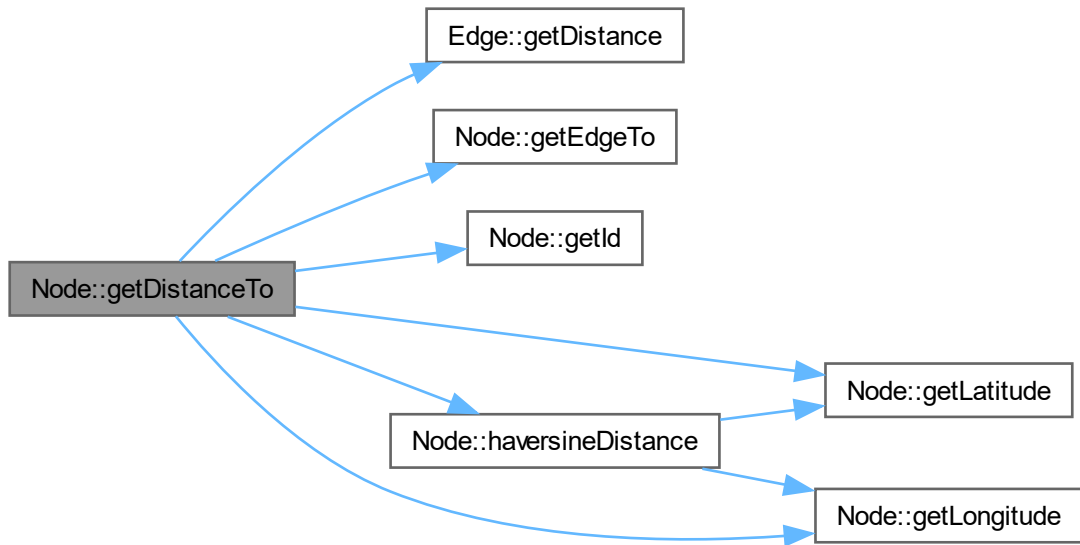 Edge::getDistance
Node::getEdgeTo
Node::getId
Node::getDistanceTo
Node::getLatitude
Node::haversineDistance
Node::getLongitude